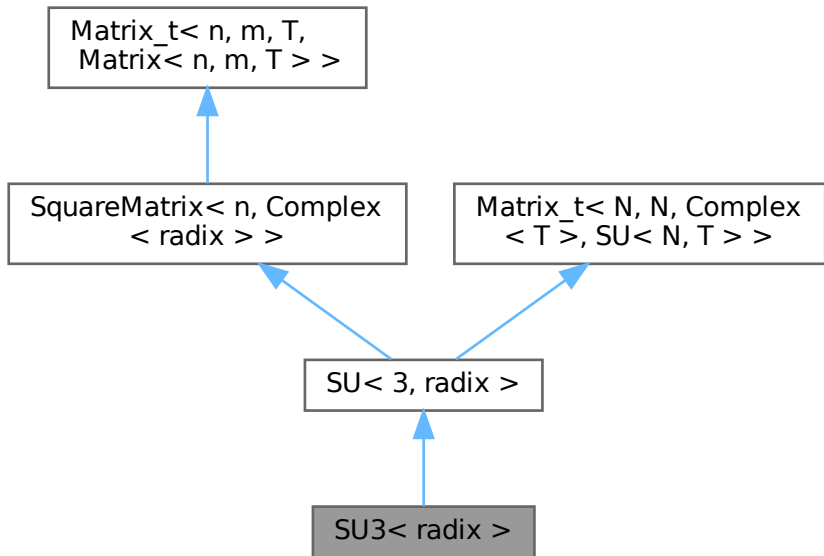 Matrix_t< n, m, T,
Matrix< n, m, T > >
SquareMatrix< n, Complex
< radix > >
Matrix_t< N, N, Complex
< T >, SU< N, T > >
SU< 3, radix >
SU3< radix >